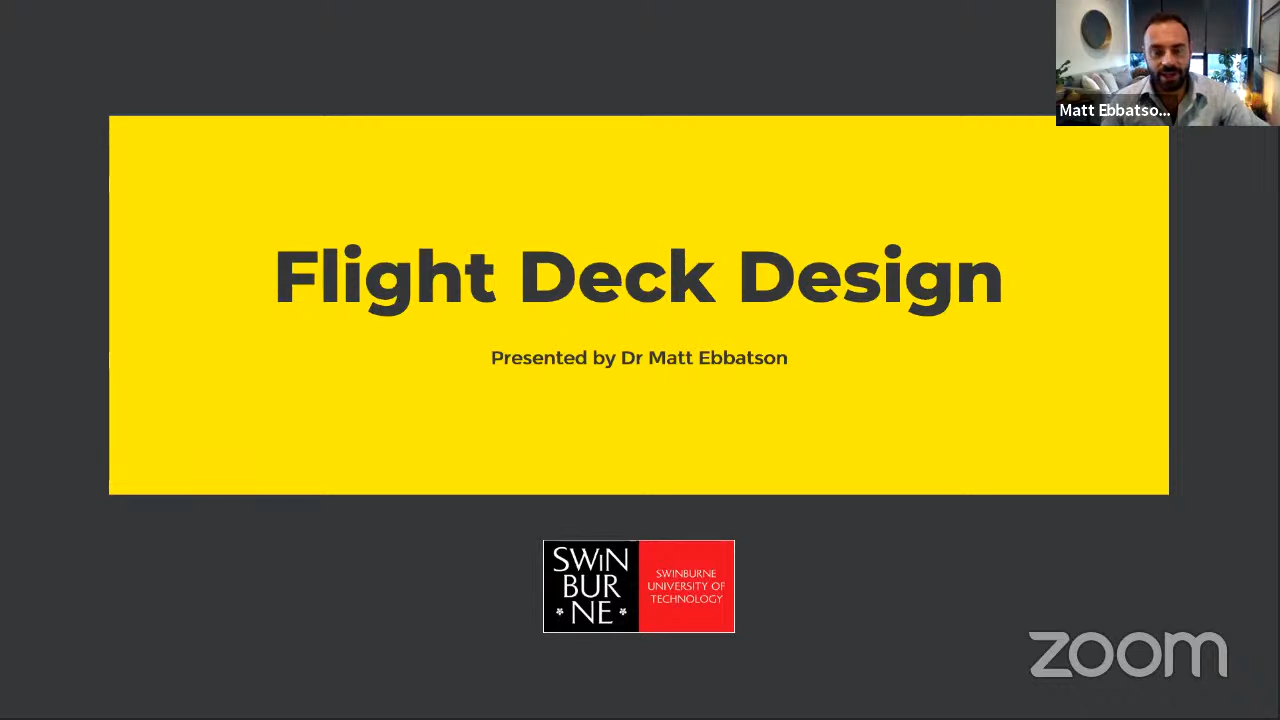 Matt Ebbatso...
Flight Deck Design
Presented by Dr Matt Ebbatson
SWIN
BUR
NE
SWINBURNE
UNIVERSITY OF
TECHNOLOGY
zoom